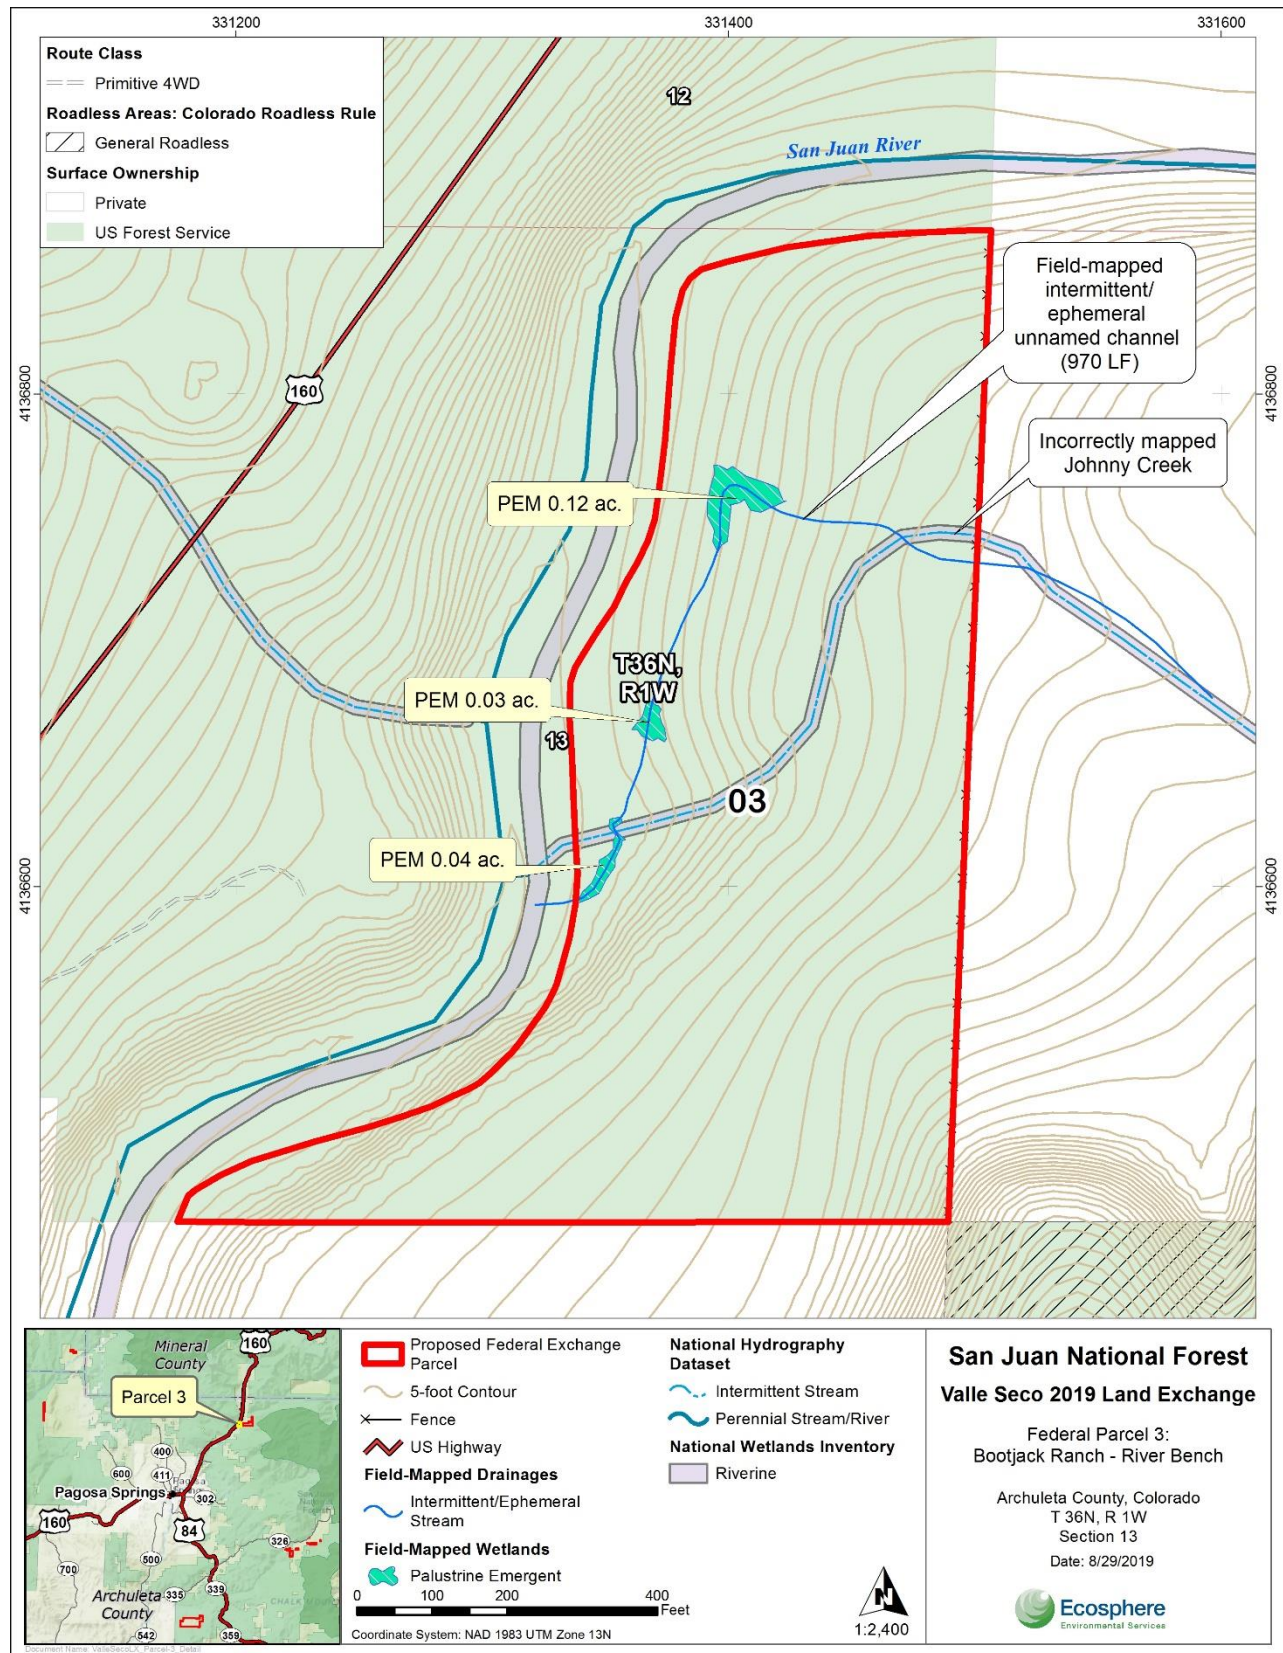 331200
331400
331600
Route Class
Primitive 4WD
Roadless Areas: Colorado Roadless Rule
General Roadless
Surface Ownership
Private
US Forest Service
12
San Juan River
Field-mapped
intermittent/
ephemeral
unnamed channel
(970 LF)
160
4136800
4136800
Incorrectly mapped
Johnny Creek
PEM 0.12 ac.
T36N,
R1W
PEM 0.03 ac.
13
03
PEM 0.04 ac.
4136600
4136600
Mineral
County
160
Parcel 3
400
600
411
Pagosa Springs
302
160
84
326
500
700
335
339
Archuleta
County
542
359
Document Name: ValleSecoLX_Parcel-3_Detail
Proposed Federal Exchange
Parcel
5-foot Contour
Fence
US Highway
Field-Mapped Drainages
Intermittent/Ephemeral
Stream
Field-Mapped Wetlands
Palustrine Emergent
National Hydrography
Dataset
Intermittent Stream
Perennial Stream/River
National Wetlands Inventory
Riverine
0 100 200 400
Feet
Coordinate System: NAD 1983 UTM Zone 13N
N
1:2,400
San Juan National Forest
Valle Seco 2019 Land Exchange
Federal Parcel 3:
Bootjack Ranch - River Bench
Archuleta County, Colorado
T 36N, R 1W
Section 13
Date: 8/29/2019
Ecosphere
Environmental Services